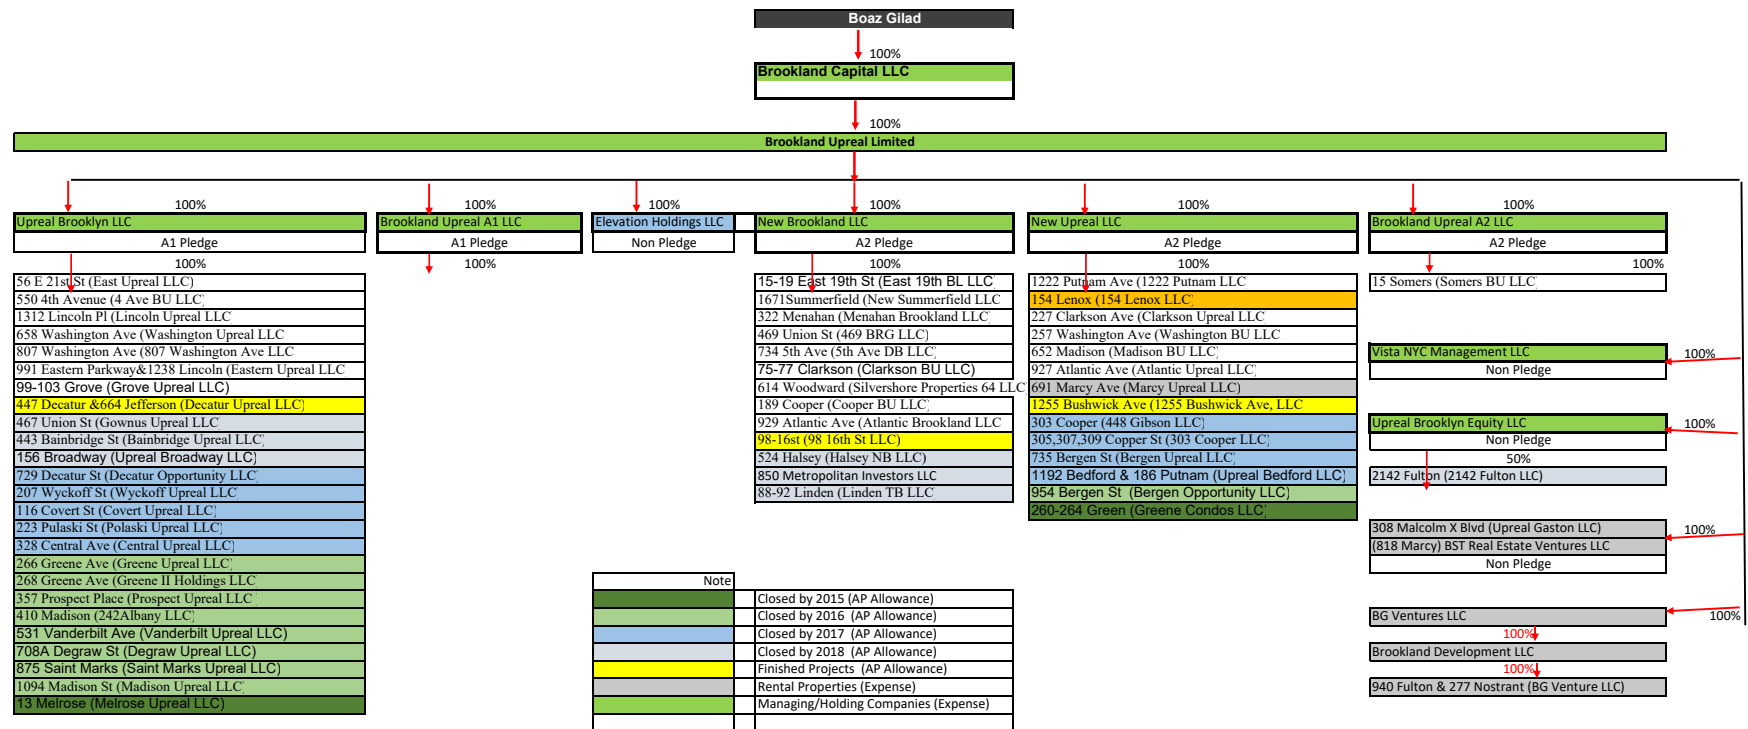 Boaz Gilad
100%
Brookland Capital LLC
100%
Brookland Upreal Limited
100%
100%
100%
100%
100%
100%
Upreal Brooklyn LLC
Brookland Upreal A1 LLC
Elevation Holdings LLC
New Brookland LLC
New Upreal LLC
Brookland Upreal A2 LLC
A1 Pledge
A1 Pledge
Non Pledge
A2 Pledge
A2 Pledge
A2 Pledge
100%
100%
100%
100%
100%
56 E 21st St (East Upreal LLC)
550 4th Avenue (4 Ave BU LLC)
1312 Lincoln Pl (Lincoln Upreal LLC
658 Washington Ave (Washington Upreal LLC
807 Washington Ave (807 Washington Ave LLC
991 Eastern Parkway&1238 Lincoln (Eastern Upreal LLC
99-103 Grove (Grove Upreal LLC)
447 Decatur &664 Jefferson (Decatur Upreal LLC)
467 Union St (Gownus Upreal LLC)
443 Bainbridge St (Bainbridge Upreal LLC)
156 Broadway (Upreal Broadway LLC)
729 Decatur St (Decatur Opportunity LLC)
207 Wyckoff St (Wyckoff Upreal LLC
116 Covert St (Covert Upreal LLC)
223 Pulaski St (Polaski Upreal LLC)
328 Central Ave (Central Upreal LLC)
266 Greene Ave (Greene Upreal LLC)
268 Greene Ave (Greene II Holdings LLC)
357 Prospect Place (Prospect Upreal LLC
410 Madison (242Albany LLC)
531 Vanderbilt Ave (Vanderbilt Upreal LLC)
708A Degraw St (Degraw Upreal LLC)
875 Saint Marks (Saint Marks Upreal LLC)
1094 Madison St (Madison Upreal LLC)
13 Melrose (Melrose Upreal LLC)
15-19 East 19th St (East 19th BL LLC)
1671Summerfield (New Summerfield LLC
322 Menahan (Menahan Brookland LLC)
469 Union St (469 BRG LLC)
734 5th Ave (5th Ave DB LLC)
75-77 Clarkson (Clarkson BU LLC)
614 Woodward (Silvershore Properties 64 LLC)
189 Cooper (Cooper BU LLC)
929 Atlantic Ave (Atlantic Brookland LLC
98-16st (98 16th St LLC)
524 Halsey (Halsey NB LLC)
850 Metropolitan Investors LLC
88-92 Linden (Linden TB LLC)
1222 Putnam Ave (1222 Putnam LLC
154 Lenox (154 Lenox LLC)
227 Clarkson Ave (Clarkson Upreal LLC)
257 Washington Ave (Washington BU LLC
652 Madison (Madison BU LLC)
927 Atlantic Ave (Atlantic Upreal LLC)
691 Marcy Ave (Marcy Upreal LLC)
1255 Bushwick Ave (1255 Bushwick Ave, LLC
303 Cooper (448 Gibson LLC)
305,307,309 Copper St (303 Cooper LLC)
735 Bergen St (Bergen Upreal LLC)
1192 Bedford & 186 Putnam (Upreal Bedford LLC)
954 Bergen St (Bergen Opportunity LLC)
260-264 Green (Greene Condos LLC)
15 Somers (Somers BU LLC)
Vista NYC Management LLC
100%
Non Pledge
Upreal Brooklyn Equity LLC
100%
Non Pledge
50%
2142 Fulton (2142 Fulton LLC)
308 Malcolm X Blvd (Upreal Gaston LLC)
100%
(818 Marcy) BST Real Estate Ventures LLC
Non Pledge
BG Ventures LLC
100%
100%
Brookland Development LLC
100%
940 Fulton & 277 Nostrant (BG Venture LLC)
Note
Closed by 2015 (AP Allowance)
Closed by 2016 (AP Allowance)
Closed by 2017 (AP Allowance)
Closed by 2018 (AP Allowance)
Finished Projects (AP Allowance)
Rental Properties (Expense)
Managing/Holding Companies (Expense)